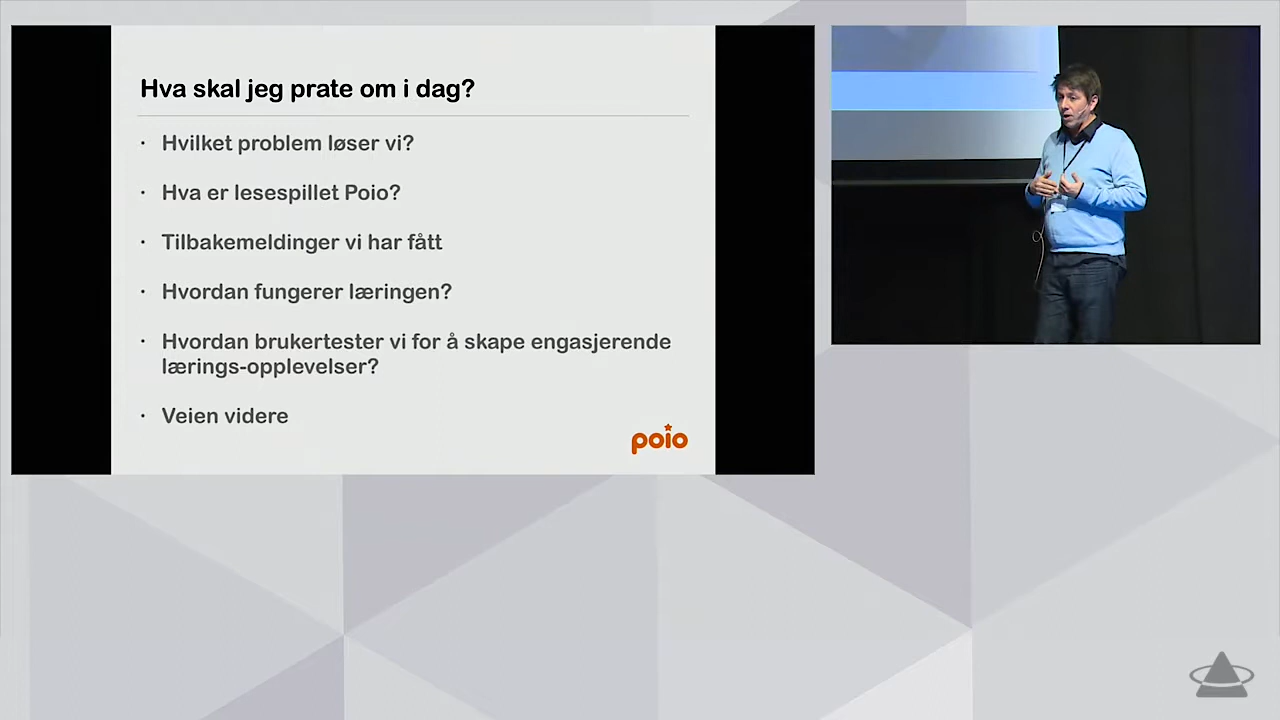 Hva skal jeg prate om i dag?
· Hvilket problem løser vi?
· Hva er lesespillet Poio?
· Tilbakemeldinger vi har fått
· Hvordan fungerer læringen?
· Hvordan brukertester vi for å skape engasjerende
lærings-opplevelser?
· Veien videre
poio